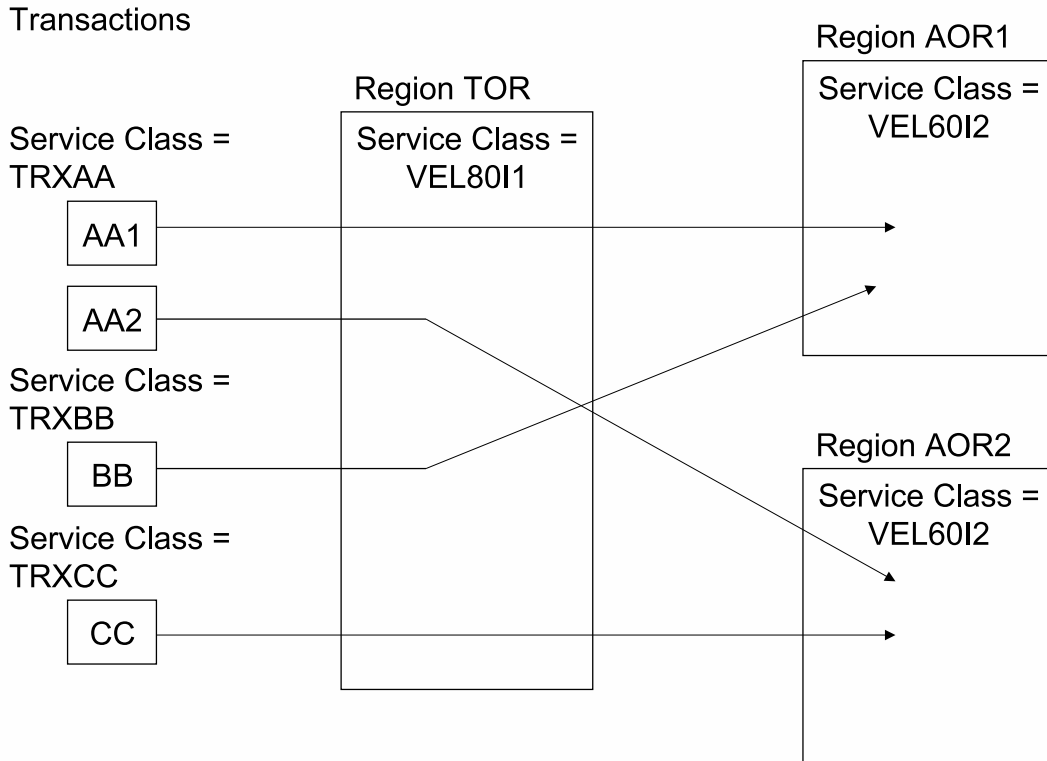 Transactions
Service Class =
TRXAA
AA1
AA2
Service Class =
TRXBB
BB
Service Class =
TRXCC
CC
Region TOR
Service Class =
VEL80I1
Region AOR1
Service Class =
VEL60I2
Region AOR2
Service Class =
VEL60I2